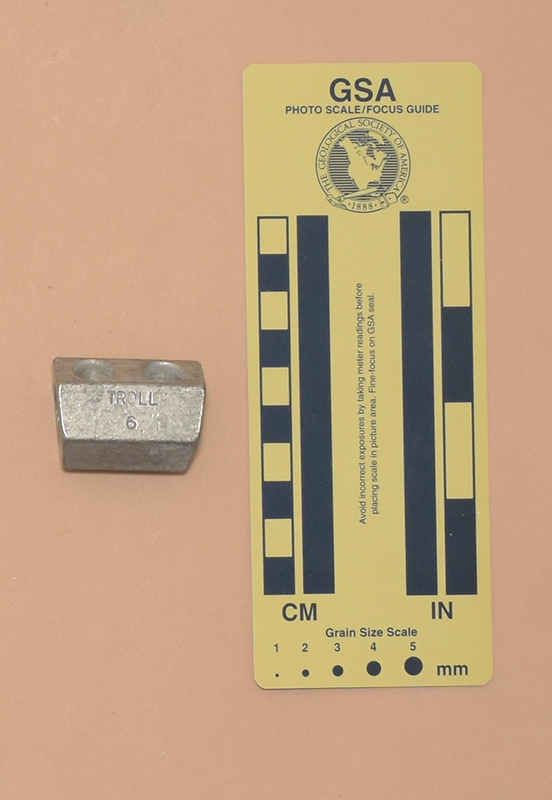 GSA
PHOTO SCALE/FOCUS GUIDE
THE GEOLOGICAL SOCIETY OF AMERICA
·1888·
®
Avoid incorrect exposures by taking meter readings before
placing scale in picture area. Fine-focus on GSA seal.
TROLL
6
CM
IN
Grain Size Scale
1 2 3 4 5
mm